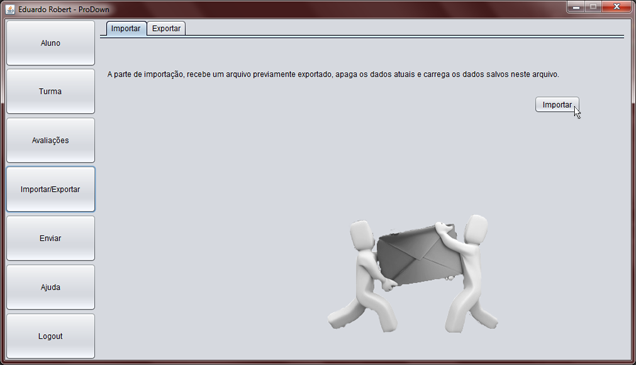 Eduardo Robert - ProDown
Aluno
Turma
Avaliações
Importar/Exportar
Enviar
Ajuda
Logout
Importar
Exportar
A parte de importação, recebe um arquivo previamente exportado, apaga os dados atuais e carrega os dados salvos neste arquivo.
Importar